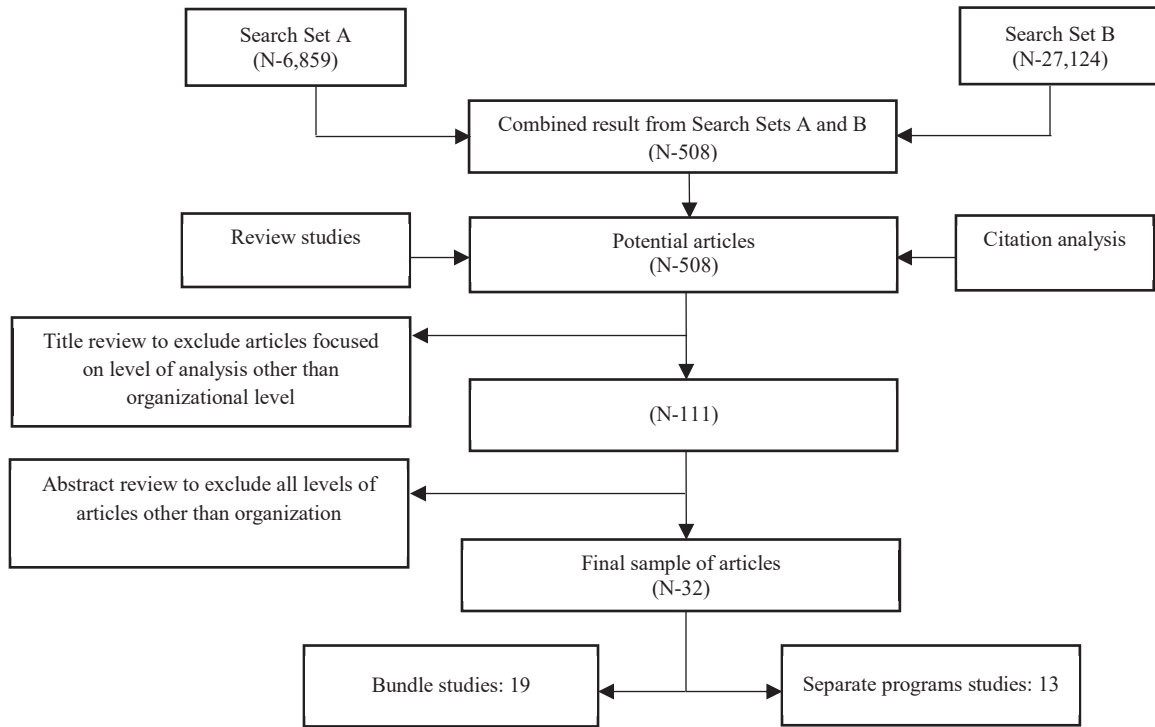 Search Set A
(N-6,859)
Search Set B
(N-27,124)
Combined result from Search Sets A and B
(N-508)
Review studies
Potential articles
(N-508)
Citation analysis
Title review to exclude articles focused
on level of analysis other than
organizational level
(N-111)
Abstract review to exclude all levels of
articles other than organization
Final sample of articles
(N-32)
Bundle studies: 19
Separate programs studies: 13